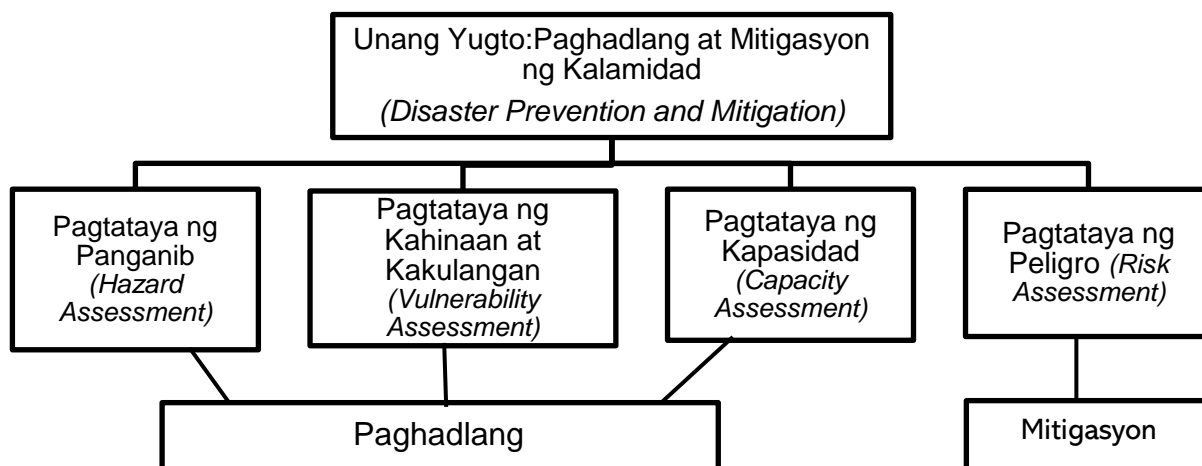 Unang Yugto:Paghadlang at Mitigasyon
ng Kalamidad
(Disaster Prevention and Mitigation)
Pagtataya ng
Panganib
(Hazard
Assessment)
Pagtataya ng
Kahinaan at
Kakulangan
(Vulnerability
Assessment)
Pagtataya ng
Kapasidad
(Capacity
Assessment)
Pagtataya ng
Peligro (Risk
Assessment)
Paghadlang
Mitigasyon